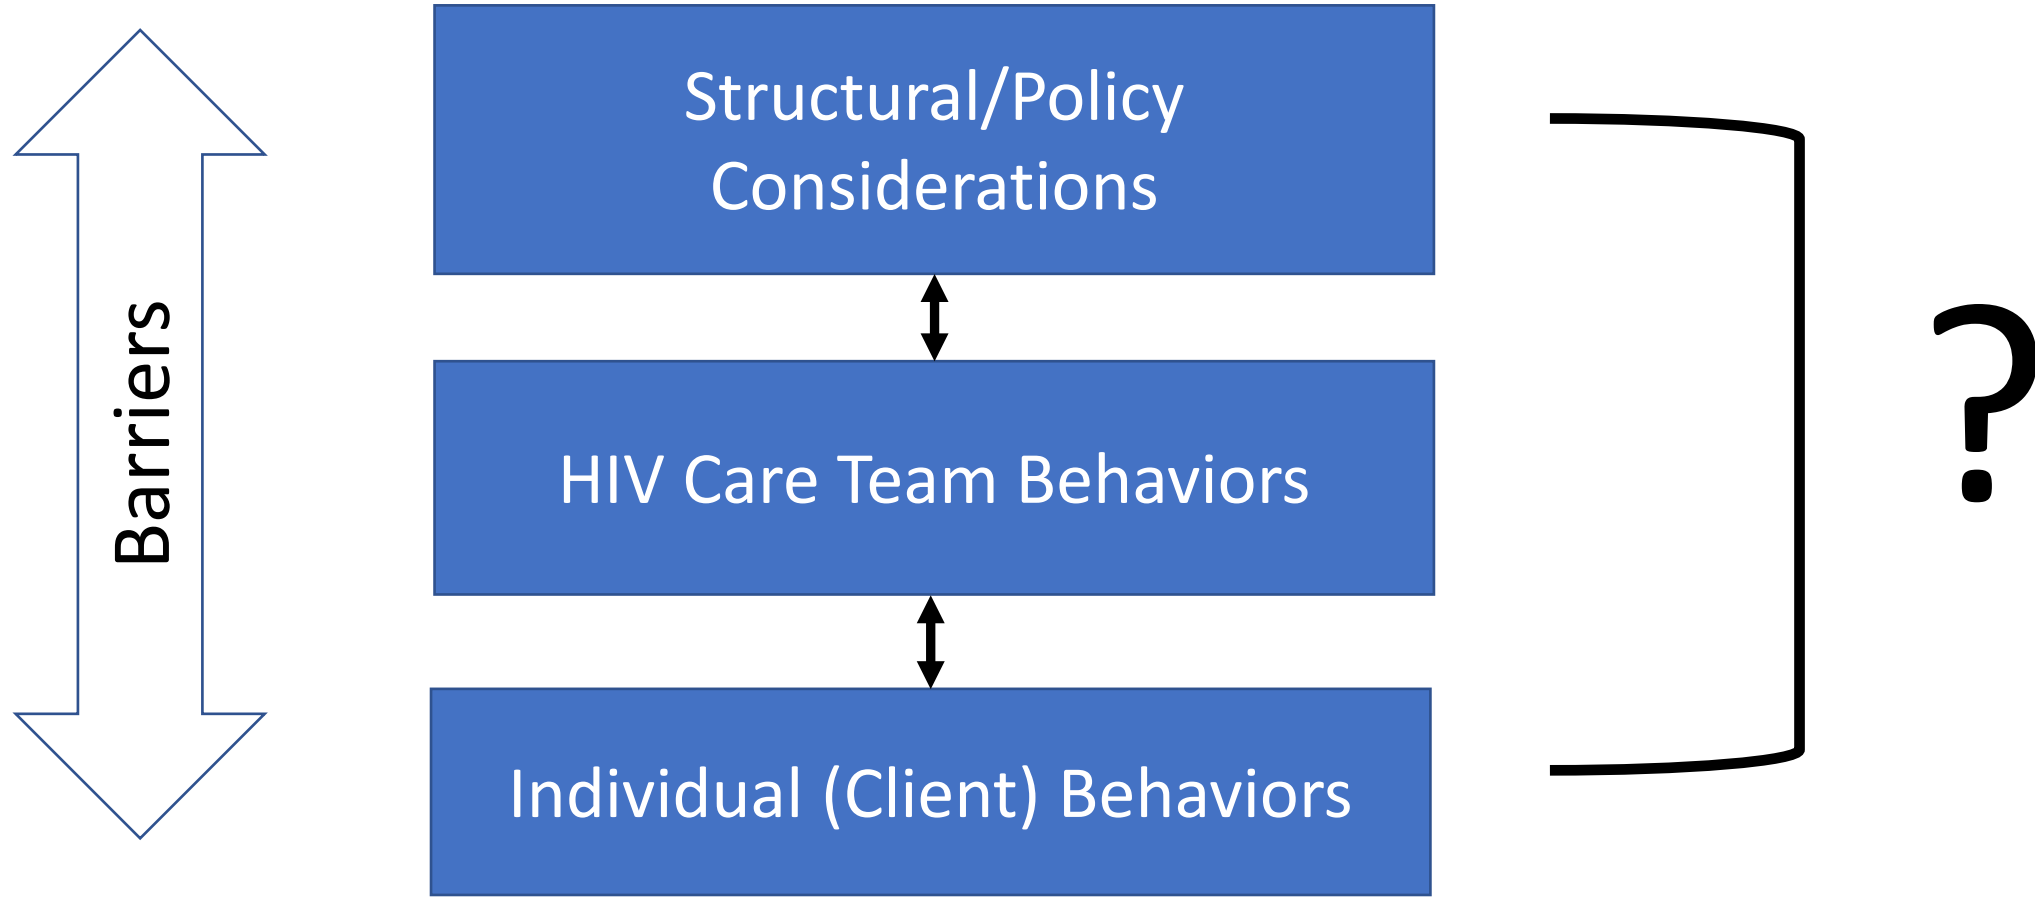 Structural/Policy
Considerations
Barriers
HIV Care Team Behaviors
?
Individual (Client) Behaviors